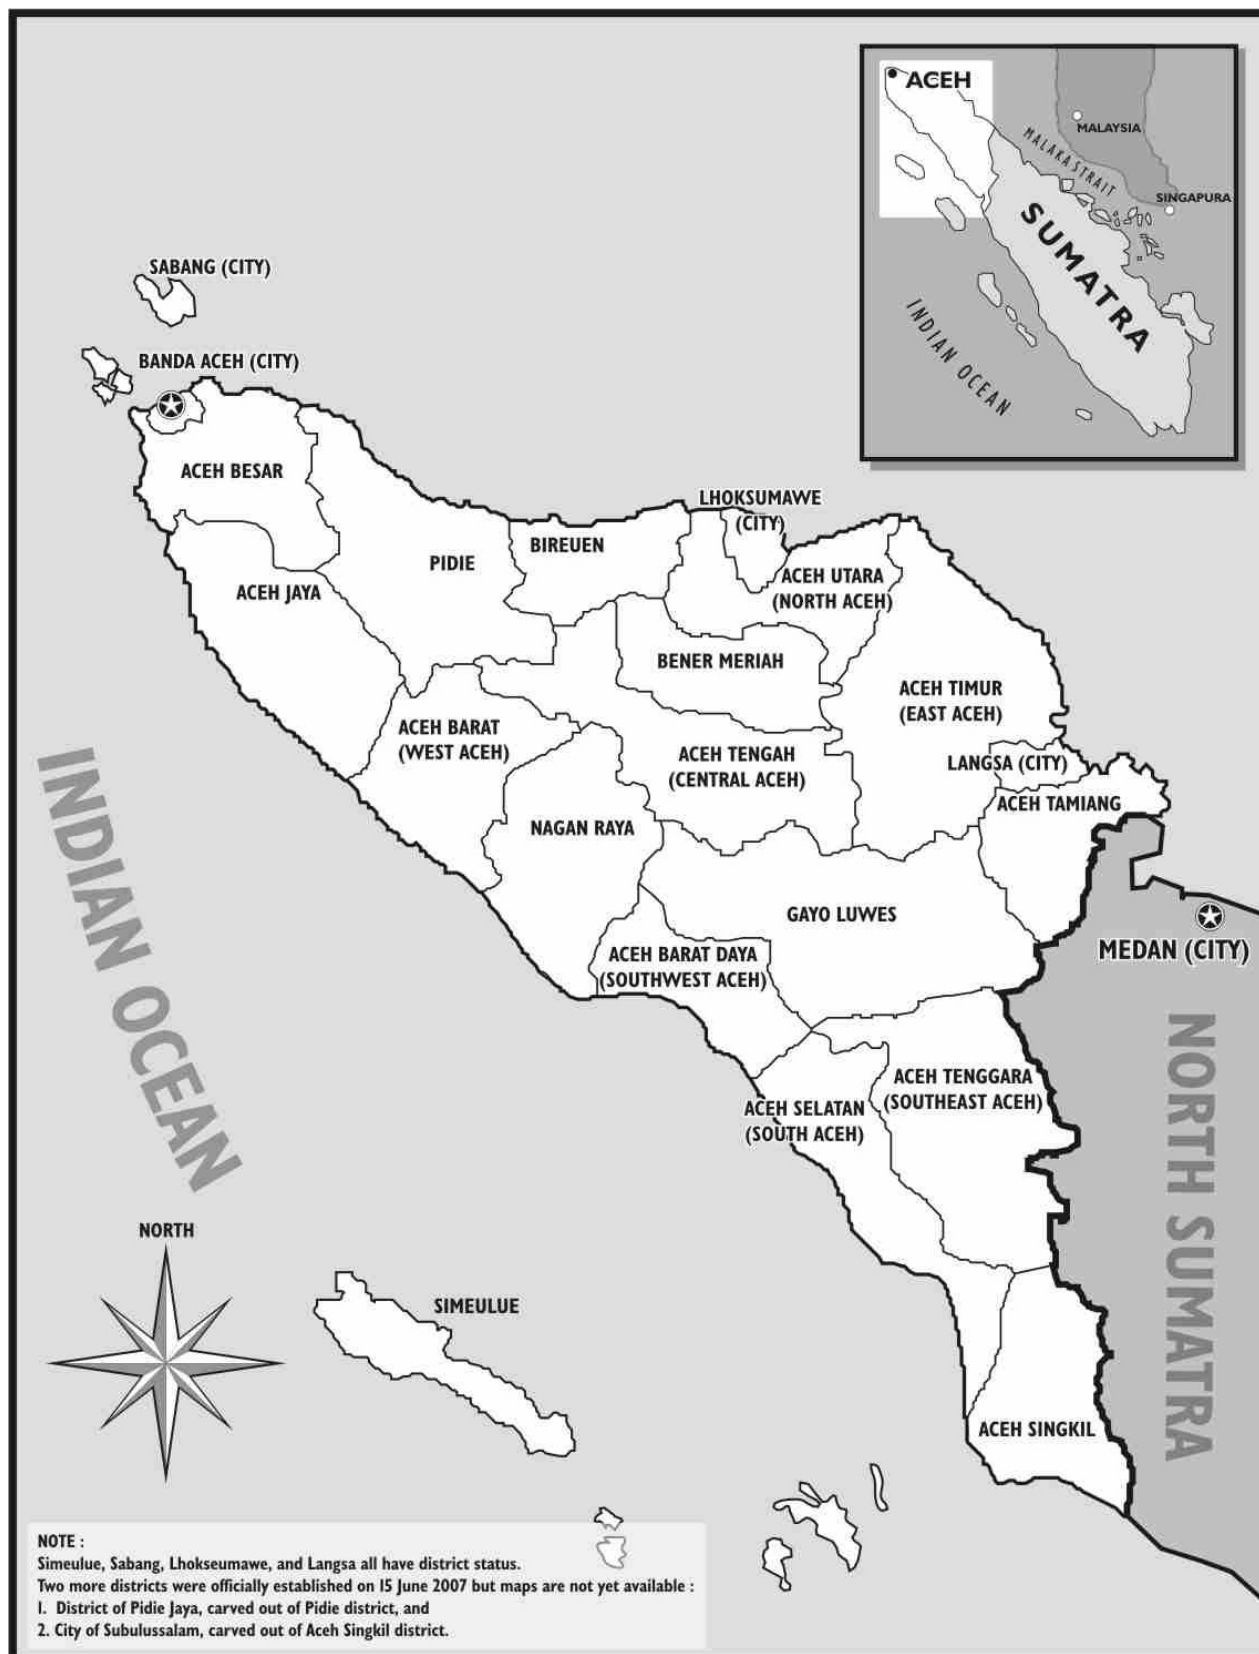 ACEH
MALAYSIA
MALAKA STRAIT
SINGAPURA
SUMATRA
INDIAN OCEAN
SABANG (CITY)
BANDA ACEH (CITY)
ACEH BESAR
LHOKSUMAWE
(CITY)
BIREUEN
PIDIE
ACEH UTARA
(NORTH ACEH)
ACEH JAYA
BENER MERIAH
ACEH TIMUR
(EAST ACEH)
ACEH BARAT
(WEST ACEH)
ACEH TENGAH
(CENTRAL ACEH)
LANGSA (CITY)
ACEH TAMIANG
NAGAN RAYA
GAYO LUWES
MEDAN (CITY)
ACEH BARAT DAYA
(SOUTHWEST ACEH)
INDIAN OCEAN
NORTH SUMATRA
ACEH TENGGARA
(SOUTHEAST ACEH)
ACEH SELATAN
(SOUTH ACEH)
NORTH
SIMEULUE
ACEH SINGKIL
NOTE :
Simeulue, Sabang, Lhokseumawe, and Langsa all have district status.
Two more districts were officially established on 15 June 2007 but maps are not yet available :
1. District of Pidie Jaya, carved out of Pidie district, and
2. City of Subulussalam, carved out of Aceh Singkil district.